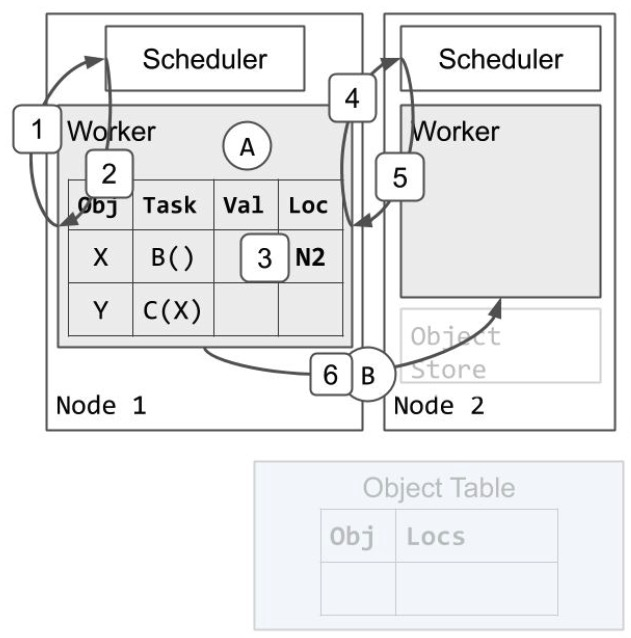 Scheduler
Scheduler
1
4
Worker
A
Worker
2
5
Obj Task Val Loc
X B() 3 N2
Y C(X)
Object
Store
6 B
Node 1
Node 2
Object Table
Obj Locs